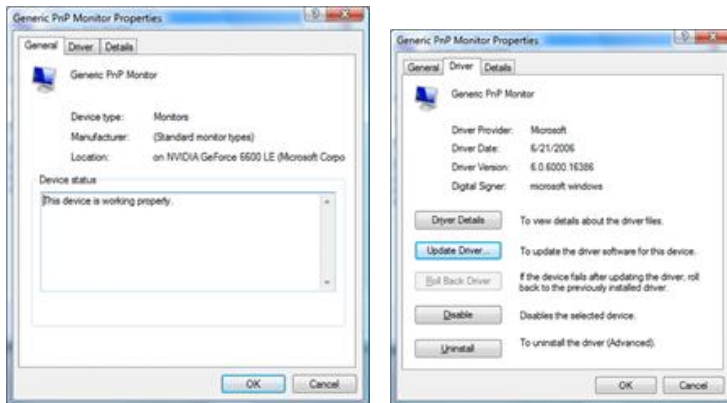 Generic PnP Monitor Properties
General Driver Details
Generic PnP Monitor
Device type: Monitors
Manufacturer: (Standard monitor types)
Location: on NVIDIA GeForce 6600 LE (Microsoft Corpo
Device status
This device is working properly.
OK Cancel
Generic PnP Monitor Properties
General Driver Details
Generic PnP Monitor
Driver Provider: Microsoft
Driver Date: 6/21/2006
Driver Version: 6.0.6000.16386
Digital Signer: microsoft windows
Driver Details To view details about the driver files.
Update Driver... To update the driver software for this device.
Roll Back Driver If the device fails after updating the driver, roll
back to the previously installed driver.
Disable Disables the selected device.
Uninstall To uninstall the driver (Advanced).
OK Cancel